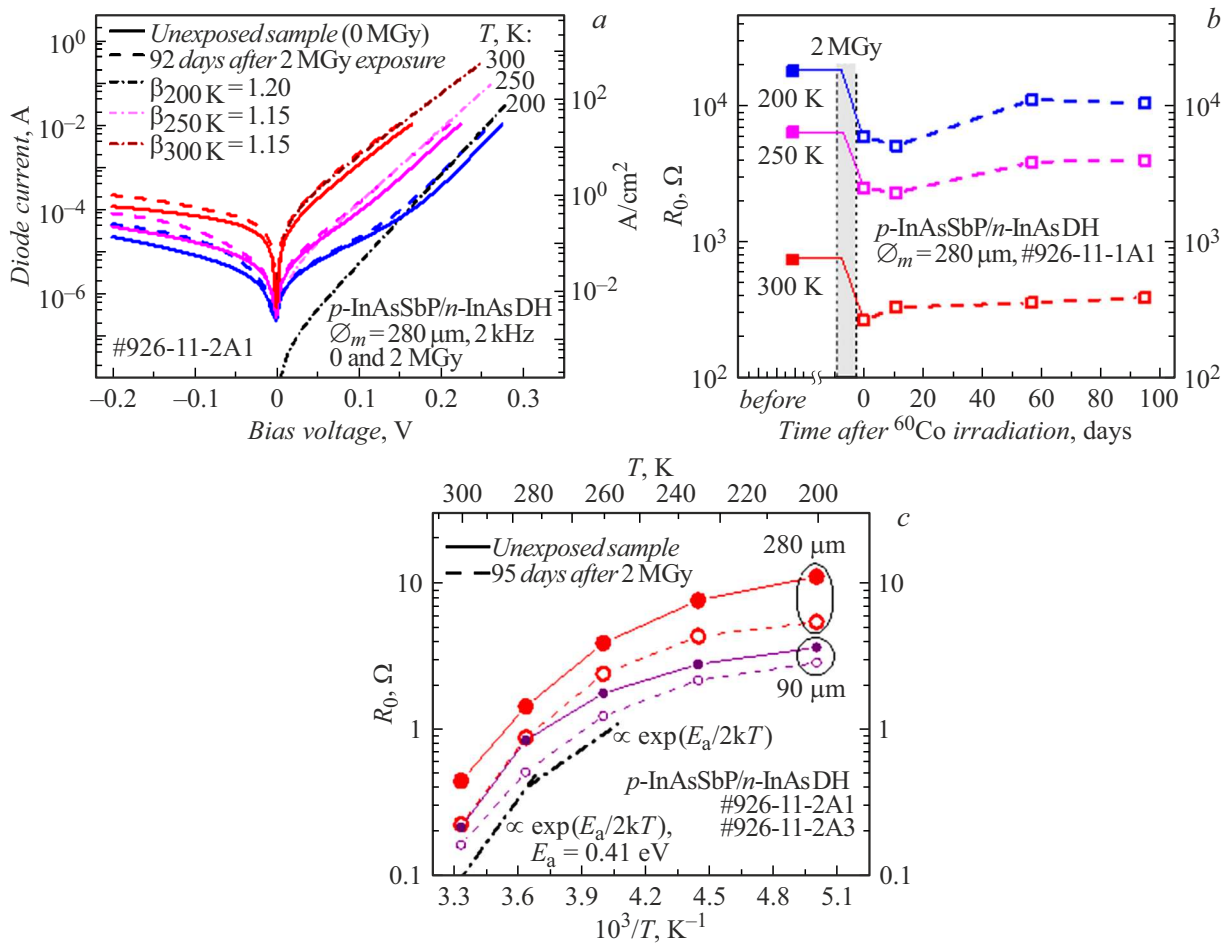 a
Unexposed sample (0 MGy)
92 days after 2 MGy exposure
β200 K = 1.20
β250 K = 1.15
β300 K = 1.15
T, K:
300
250
200
10^0
10^−2
10^−4
10^−6
Diode current, A
10^2
10^0
10^−2
A/cm^2
p-InAsSbP/n-InAs DH
∅m = 280 μm, 2 kHz
0 and 2 MGy
#926-11-2A1
−0.2 −0.1 0 0.1 0.2 0.3
Bias voltage, V
b
2 MGy
200 K
250 K
300 K
10^4
10^3
10^2
R0, Ω
10^4
10^3
10^2
p-InAsSbP/n-InAs DH
∅m = 280 μm, #926-11-1A1
before 0 20 40 60 80 100
Time after 60Co irradiation, days
T, K
300 280 260 240 220 200
c
Unexposed sample
95 days after 2 MGy
280 μm
90 μm
10
1
0.1
R0, Ω
10
1
0.1
∝ exp(Ea/2kT)
p-InAsSbP/n-InAs DH
#926-11-2A1
#926-11-2A3
∝ exp(Ea/2kT),
Ea = 0.41 eV
3.3 3.6 3.9 4.2 4.5 4.8 5.1
10^3/T, K^−1